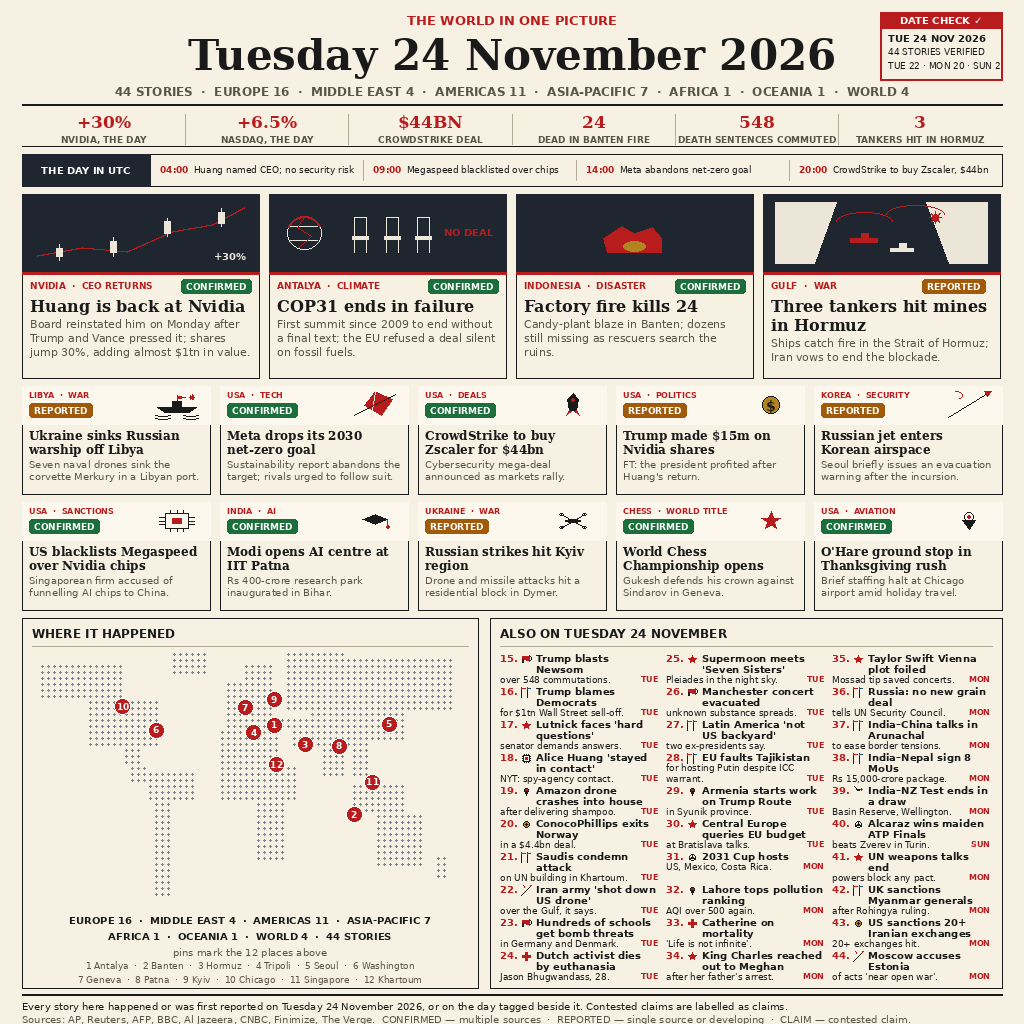 THE WORLD IN ONE PICTURE
Tuesday 24 November 2026
44 STORIES · EUROPE 16 · MIDDLE EAST 4 · AMERICAS 11 · ASIA-PACIFIC 7 · AFRICA 1 · OCEANIA 1 · WORLD 4
DATE CHECK ✓
TUE 24 NOV 2026
44 STORIES VERIFIED
TUE 22 · MON 20 · SUN 2
+30%
NVIDIA, THE DAY
+6.5%
NASDAQ, THE DAY
$44BN
CROWDSTRIKE DEAL
24
DEAD IN BANTEN FIRE
548
DEATH SENTENCES COMMUTED
3
TANKERS HIT IN HORMUZ
THE DAY IN UTC
04:00 Huang named CEO; no security risk
09:00 Megaspeed blacklisted over chips
14:00 Meta abandons net-zero goal
20:00 CrowdStrike to buy Zscaler, $44bn
+30%
NVIDIA · CEO RETURNS
CONFIRMED
Huang is back at Nvidia
Board reinstated him on Monday after
Trump and Vance pressed it; shares
jump 30%, adding almost $1tn in value.
NO DEAL
ANTALYA · CLIMATE
CONFIRMED
COP31 ends in failure
First summit since 2009 to end without
a final text; the EU refused a deal silent
on fossil fuels.
INDONESIA · DISASTER
CONFIRMED
Factory fire kills 24
Candy-plant blaze in Banten; dozens
still missing as rescuers search the
ruins.
GULF · WAR
REPORTED
Three tankers hit mines
in Hormuz
Ships catch fire in the Strait of Hormuz;
Iran vows to end the blockade.
LIBYA · WAR
REPORTED
Ukraine sinks Russian
warship off Libya
Seven naval drones sink the
corvette Merkury in a Libyan port.
USA · TECH
CONFIRMED
Meta drops its 2030
net-zero goal
Sustainability report abandons the
target; rivals urged to follow suit.
USA · DEALS
CONFIRMED
CrowdStrike to buy
Zscaler for $44bn
Cybersecurity mega-deal
announced as markets rally.
USA · POLITICS
REPORTED
$
Trump made $15m on
Nvidia shares
FT: the president profited after
Huang's return.
KOREA · SECURITY
REPORTED
Russian jet enters
Korean airspace
Seoul briefly issues an evacuation
warning after the incursion.
USA · SANCTIONS
CONFIRMED
US blacklists Megaspeed
over Nvidia chips
Singaporean firm accused of
funnelling AI chips to China.
INDIA · AI
CONFIRMED
Modi opens AI centre at
IIT Patna
Rs 400-crore research park
inaugurated in Bihar.
UKRAINE · WAR
REPORTED
Russian strikes hit Kyiv
region
Drone and missile attacks hit a
residential block in Dymer.
CHESS · WORLD TITLE
CONFIRMED
World Chess
Championship opens
Gukesh defends his crown against
Sindarov in Geneva.
USA · AVIATION
CONFIRMED
O'Hare ground stop in
Thanksgiving rush
Brief staffing halt at Chicago
airport amid holiday travel.
WHERE IT HAPPENED
10
6
7
9
1
4
3
8
5
12
11
2
EUROPE 16 · MIDDLE EAST 4 · AMERICAS 11 · ASIA-PACIFIC 7
AFRICA 1 · OCEANIA 1 · WORLD 4 · 44 STORIES
pins mark the 12 places above
1 Antalya · 2 Banten · 3 Hormuz · 4 Tripoli · 5 Seoul · 6 Washington
7 Geneva · 8 Patna · 9 Kyiv · 10 Chicago · 11 Singapore · 12 Khartoum
ALSO ON TUESDAY 24 NOVEMBER
15. Trump blasts
Newsom
over 548 commutations. TUE
16. Trump blames
Democrats
for $1tn Wall Street sell-off. TUE
17. Lutnick faces 'hard
questions'
senator demands answers. TUE
18. Alice Huang 'stayed
in contact'
NYT: spy-agency contact. TUE
19. Amazon drone
crashes into house
after delivering shampoo. TUE
20. ConocoPhillips exits
Norway
in a $4.4bn deal. TUE
21. Saudis condemn
attack
on UN building in Khartoum. TUE
22. Iran army 'shot down
US drone'
over the Gulf, it says. TUE
23. Hundreds of schools
get bomb threats
in Germany and Denmark. TUE
24. Dutch activist dies
by euthanasia
Jason Bhugwandass, 28. TUE
25. Supermoon meets
'Seven Sisters'
Pleiades in the night sky. TUE
26. Manchester concert
evacuated
unknown substance spreads. TUE
27. Latin America 'not
US backyard'
two ex-presidents say. TUE
28. EU faults Tajikistan
for hosting Putin despite ICC
warrant. TUE
29. Armenia starts work
on Trump Route
in Syunik province. TUE
30. Central Europe
queries EU budget
at Bratislava talks. TUE
31. 2031 Cup hosts
US, Mexico, Costa Rica. MON
32. Lahore tops pollution
ranking
AQI over 500 again. MON
33. Catherine on
mortality
'Life is not infinite'. MON
34. King Charles reached
out to Meghan
after her father's arrest. MON
35. Taylor Swift Vienna
plot foiled
Mossad tip saved concerts. MON
36. Russia: no new grain
deal
tells UN Security Council. MON
37. India–China talks in
Arunachal
to ease border tensions. MON
38. India–Nepal sign 8
MoUs
Rs 15,000-crore package. MON
39. India–NZ Test ends in
a draw
Basin Reserve, Wellington. MON
40. Alcaraz wins maiden
ATP Finals
beats Zverev in Turin. SUN
41. UN weapons talks
end
powers block any pact. MON
42. UK sanctions
Myanmar generals
after Rohingya ruling. MON
43. US sanctions 20+
Iranian exchanges
20+ exchanges hit. MON
44. Moscow accuses
Estonia
of acts 'near open war'. MON
Every story here happened or was first reported on Tuesday 24 November 2026, or on the day tagged beside it. Contested claims are labelled as claims.
Sources: AP, Reuters, AFP, BBC, Al Jazeera, CNBC, Finimize, The Verge. CONFIRMED — multiple sources · REPORTED — single source or developing · CLAIM — contested claim.